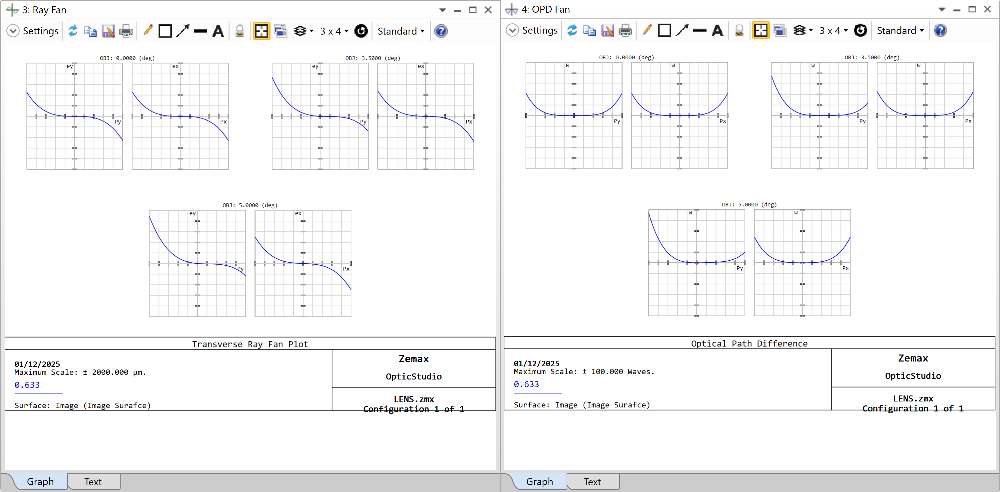 3: Ray Fan
Settings
3 x 4
Standard
OBJ: 0.0000 (deg)
ey
Py
ex
Px
OBJ: 3.5000 (deg)
ey
Py
ex
Px
OBJ: 5.0000 (deg)
ey
Py
ex
Px
Transverse Ray Fan Plot
01/12/2025
Maximum Scale: ± 2000.000 µm.
0.633
Surface: Image (Image Surafce)
Zemax
OpticStudio
LENS.zmx
Configuration 1 of 1
Graph
Text
4: OPD Fan
Settings
3 x 4
Standard
OBJ: 0.0000 (deg)
W
Py
W
Px
OBJ: 3.5000 (deg)
W
Py
W
Px
OBJ: 5.0000 (deg)
W
Py
W
Px
Optical Path Difference
01/12/2025
Maximum Scale: ± 100.000 Waves.
0.633
Surface: Image (Image Surafce)
Zemax
OpticStudio
LENS.zmx
Configuration 1 of 1
Graph
Text